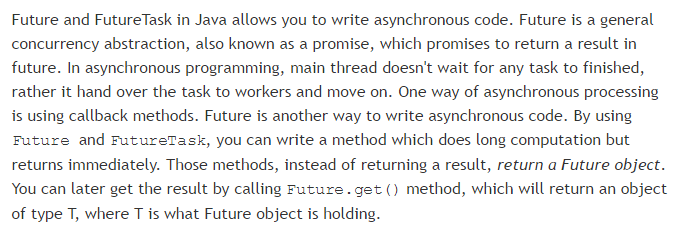 Future and FutureTask in Java allows you to write asynchronous code. Future is a general
concurrency abstraction, also known as a promise, which promises to return a result in
future. In asynchronous programming, main thread doesn't wait for any task to finished,
rather it hand over the task to workers and move on. One way of asynchronous processing
is using callback methods. Future is another way to write asynchronous code. By using
Future and FutureTask, you can write a method which does long computation but
returns immediately. Those methods, instead of returning a result, return a Future object.
You can later get the result by calling Future.get() method, which will return an object
of type T, where T is what Future object is holding.